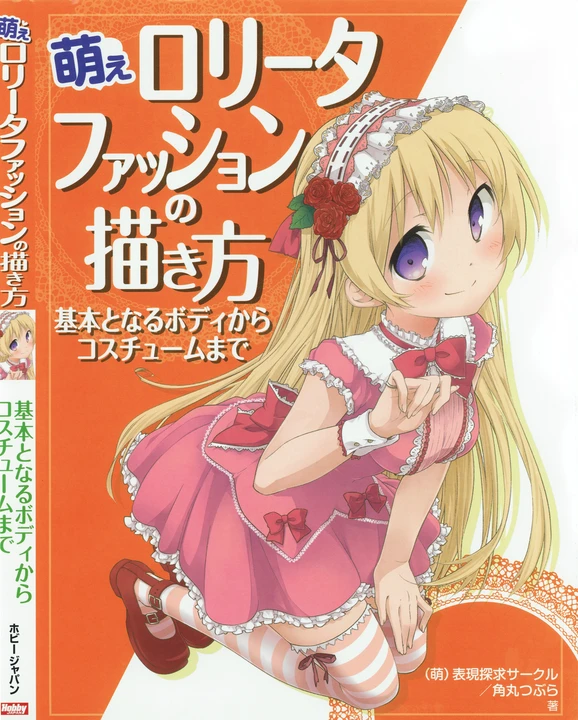 萌え
ロリータ
ファッション
の
描き方
基本となるボディから
コスチュームまで
(萌)表現探求サークル
/角丸つぶら
著
萌え
ロリータファッションの描き方
基本となるボディから
コスチュームまで
ホビージャパン
Hobby
JAPAN